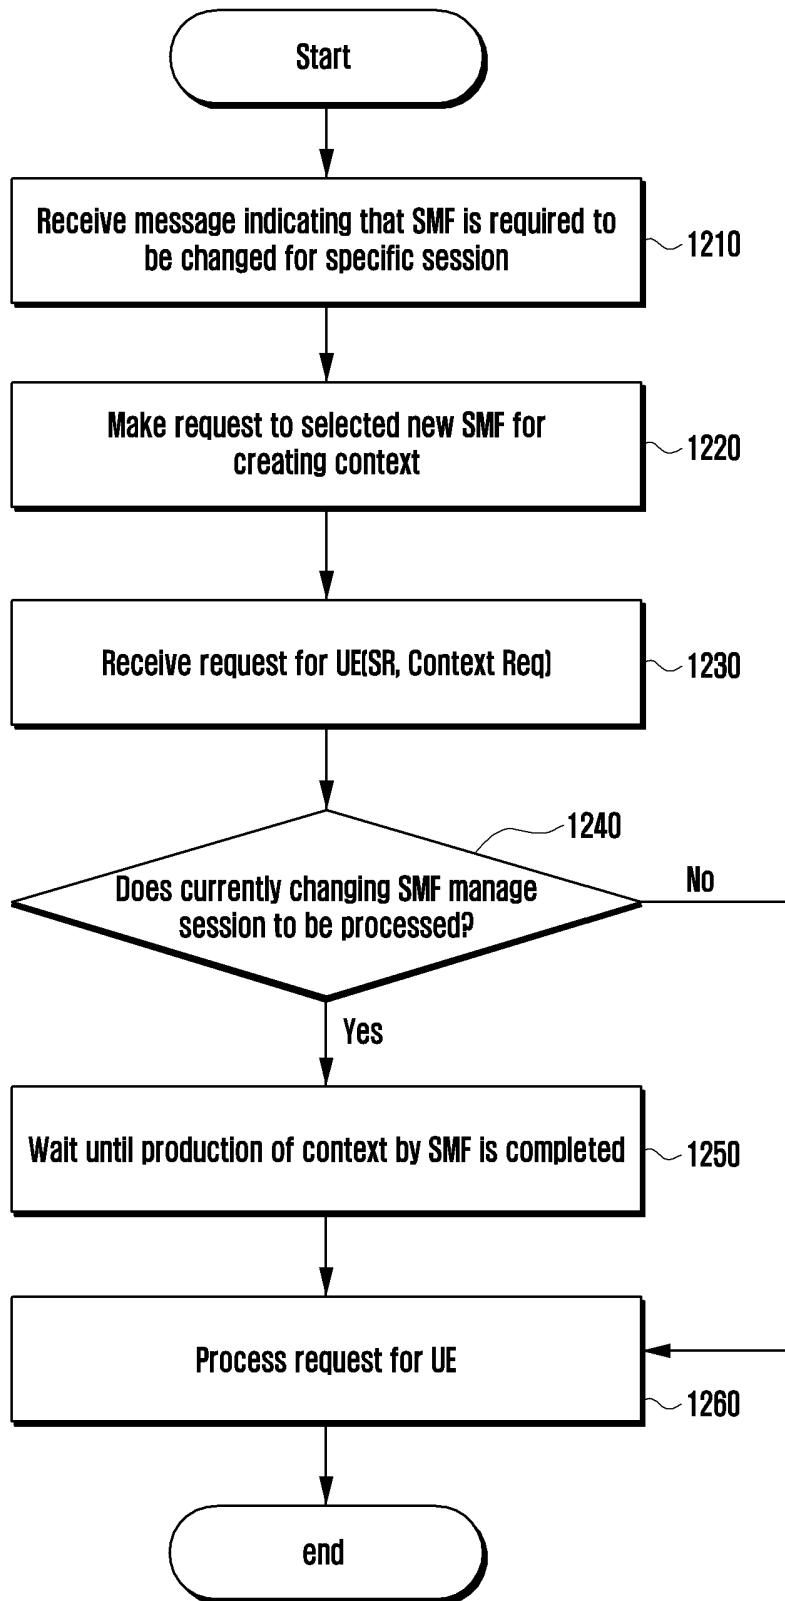 Start
Receive message indicating that SMF is required to
be changed for specific session
1210
Make request to selected new SMF for
creating context
1220
Receive request for UE(SR, Context Req)
1230
1240
Does currently changing SMF manage
session to be processed?
No
Yes
Wait until production of context by SMF is completed
1250
Process request for UE
1260
end